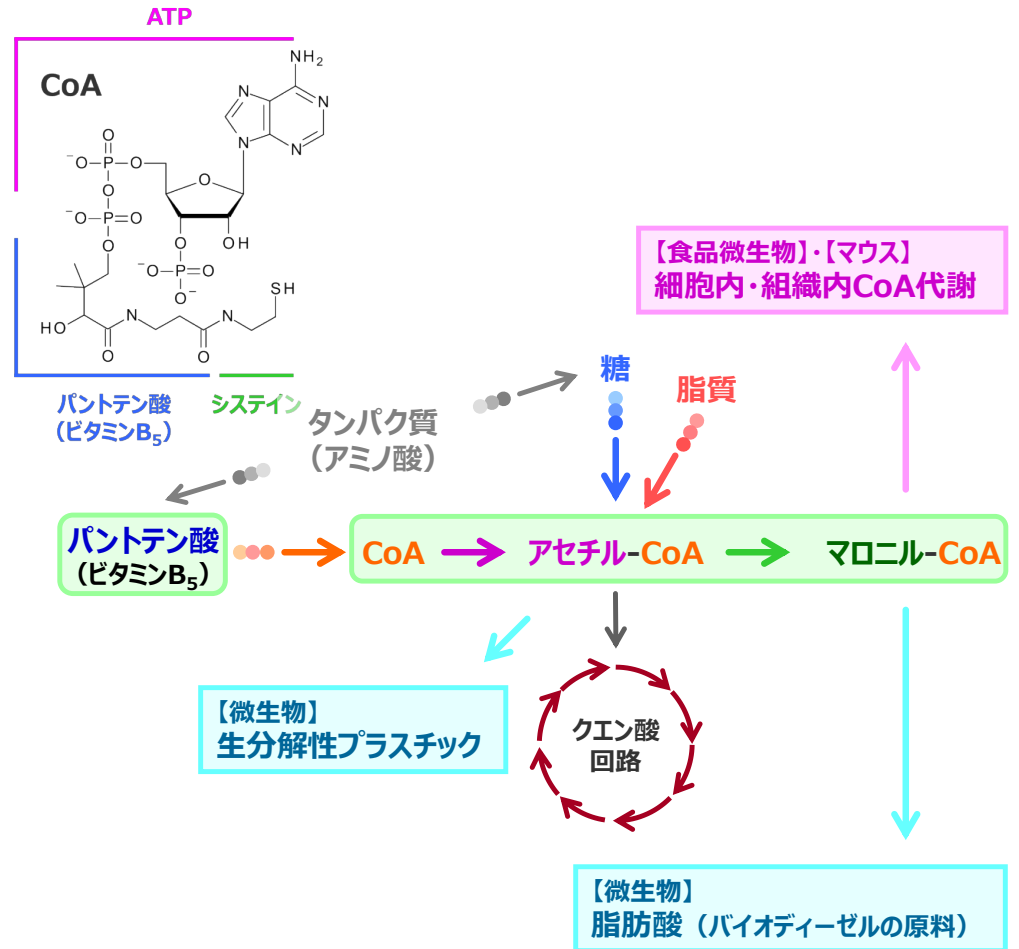 ATP
CoA
NH₂
N
N
N
N
O
O
⁻O-P-O
O
O
⁻O-P=O
OH
O
O
⁻O-P=O
O⁻
SH
HO
N
H
N
H
O
O
パントテン酸
（ビタミンB₅）
システイン
タンパク質
（アミノ酸）
糖
脂質
【食品微生物】・【マウス】
細胞内・組織内CoA代謝
パントテン酸
（ビタミンB₅）
CoA
アセチル-CoA
マロニル-CoA
【微生物】
生分解性プラスチック
クエン酸
回路
【微生物】
脂肪酸（バイオディーゼルの原料）